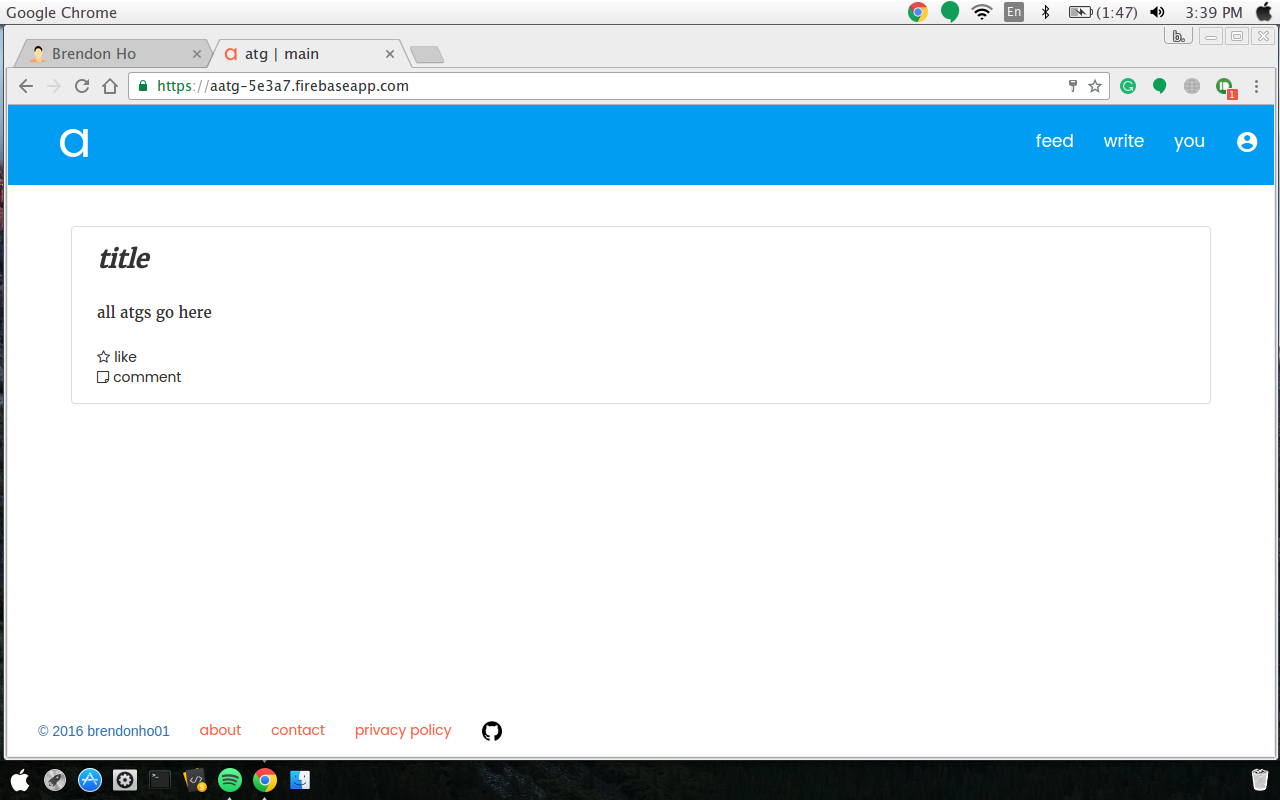 Google Chrome
En
(1:47)
3:39 PM
Brendon Ho
a atg | main
b.
https://aatg-5e3a7.firebaseapp.com
1
a
feed
write
you
title
all atgs go here
like
comment
© 2016 brendonho01
about
contact
privacy policy